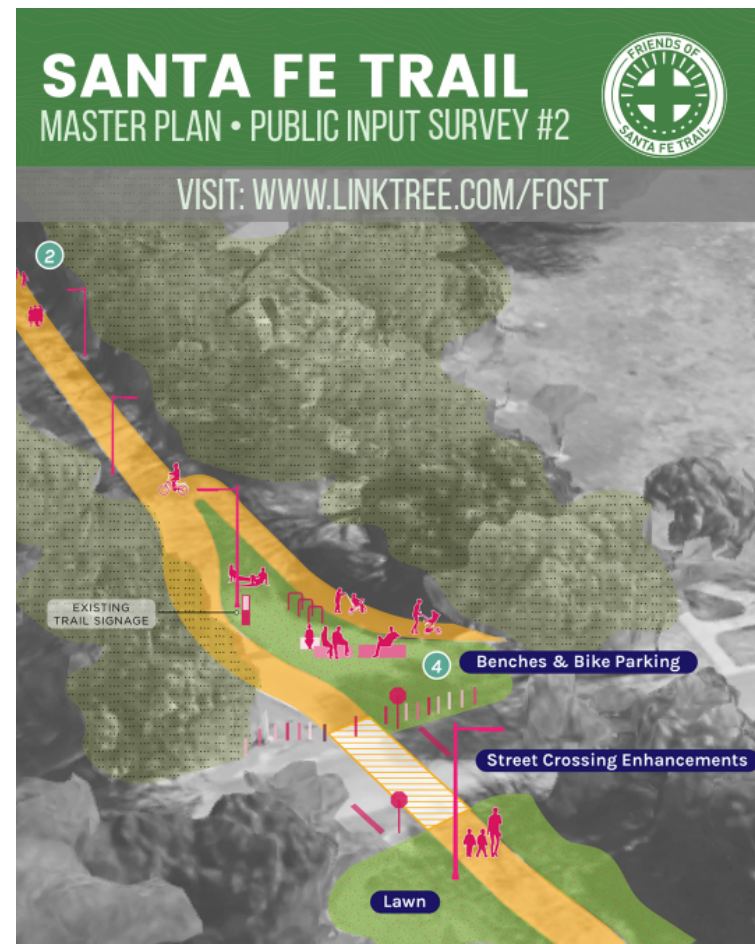 SANTA FE TRAIL
MASTER PLAN • PUBLIC INPUT SURVEY #2
FRIENDS OF
SANTA FE TRAIL
VISIT: WWW.LINKTREE.COM/FOSFT
2
EXISTING
TRAIL SIGNAGE
4
Benches & Bike Parking
Street Crossing Enhancements
Lawn